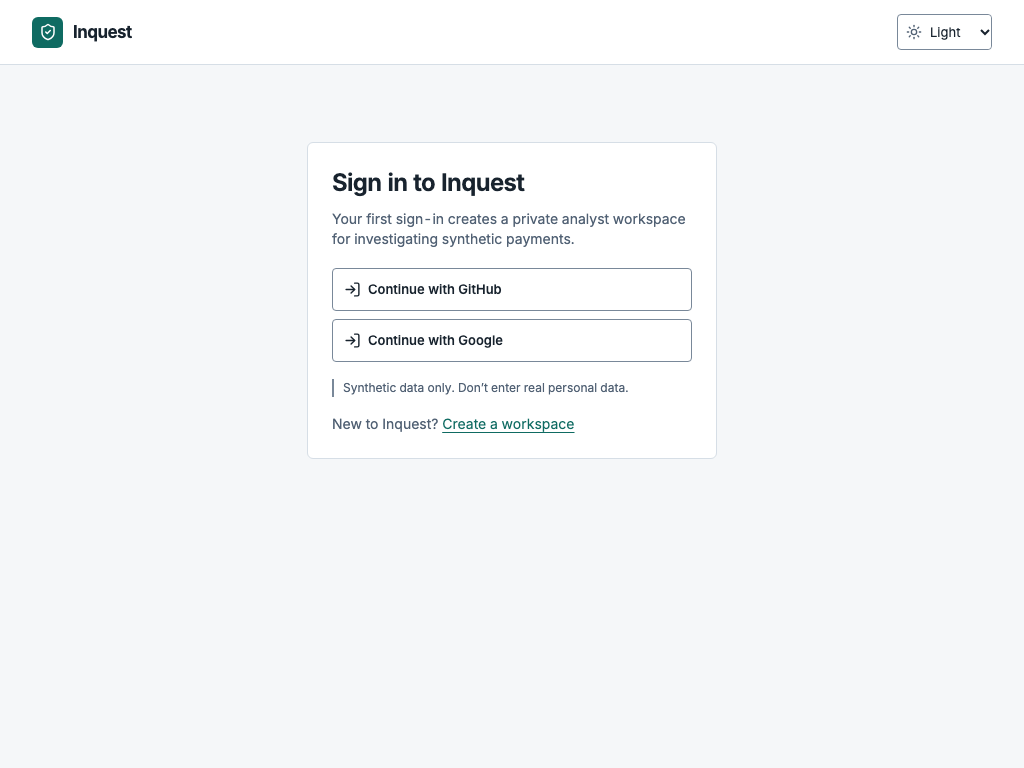 Inquest
Light
Sign in to Inquest
Your first sign-in creates a private analyst workspace
for investigating synthetic payments.
Continue with GitHub
Continue with Google
Synthetic data only. Don’t enter real personal data.
New to Inquest? Create a workspace